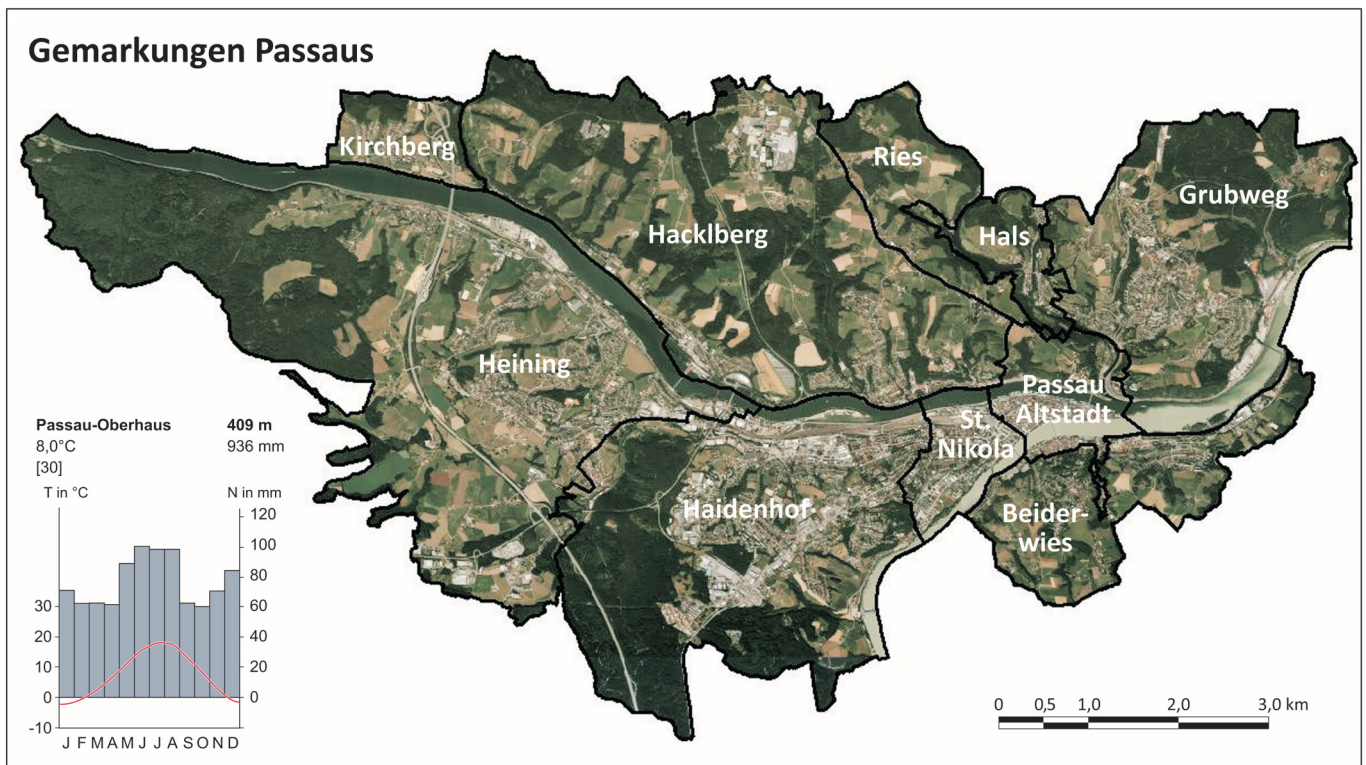 Gemarkungen Passaus
Kirchberg
Ries
Grubweg
Hacklberg
Hals
Heining
Passau
Altstadt
St.
Nikola
Haidenhof
Beider-
wies
Passau-Oberhaus 409 m
8,0°C 936 mm
[30]
T in °C N in mm
120
100
80
30 60
20 40
10 20
0 0
-10
J F M A M J J A S O N D
0 0,5 1,0 2,0 3,0 km